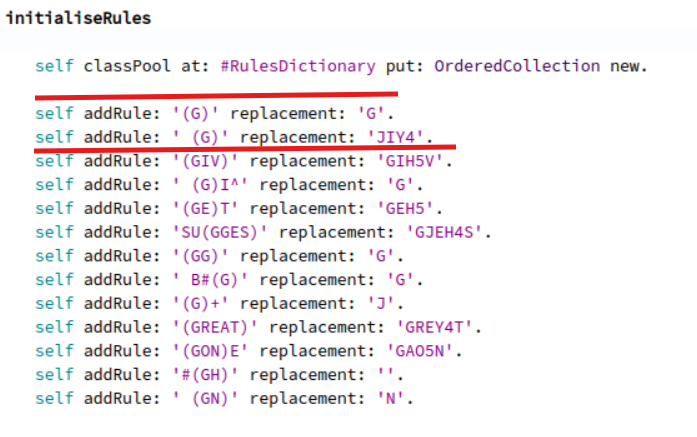 initialiseRules
self classPool at: #RulesDictionary put: OrderedCollection new.
self addRule: '(G)' replacement: 'G'.
self addRule: ' (G)' replacement: 'JIY4'.
self addRule: '(GIV)' replacement: 'GIH5V'.
self addRule: ' (G)I^' replacement: 'G'.
self addRule: '(GE)T' replacement: 'GEH5'.
self addRule: 'SU(GGES)' replacement: 'GJEH4S'.
self addRule: '(GG)' replacement: 'G'.
self addRule: ' B#(G)' replacement: 'G'.
self addRule: '(G)+' replacement: 'J'.
self addRule: '(GREAT)' replacement: 'GREY4T'.
self addRule: '(GON)E' replacement: 'GAO5N'.
self addRule: '#(GH)' replacement: ''.
self addRule: ' (GN)' replacement: 'N'.